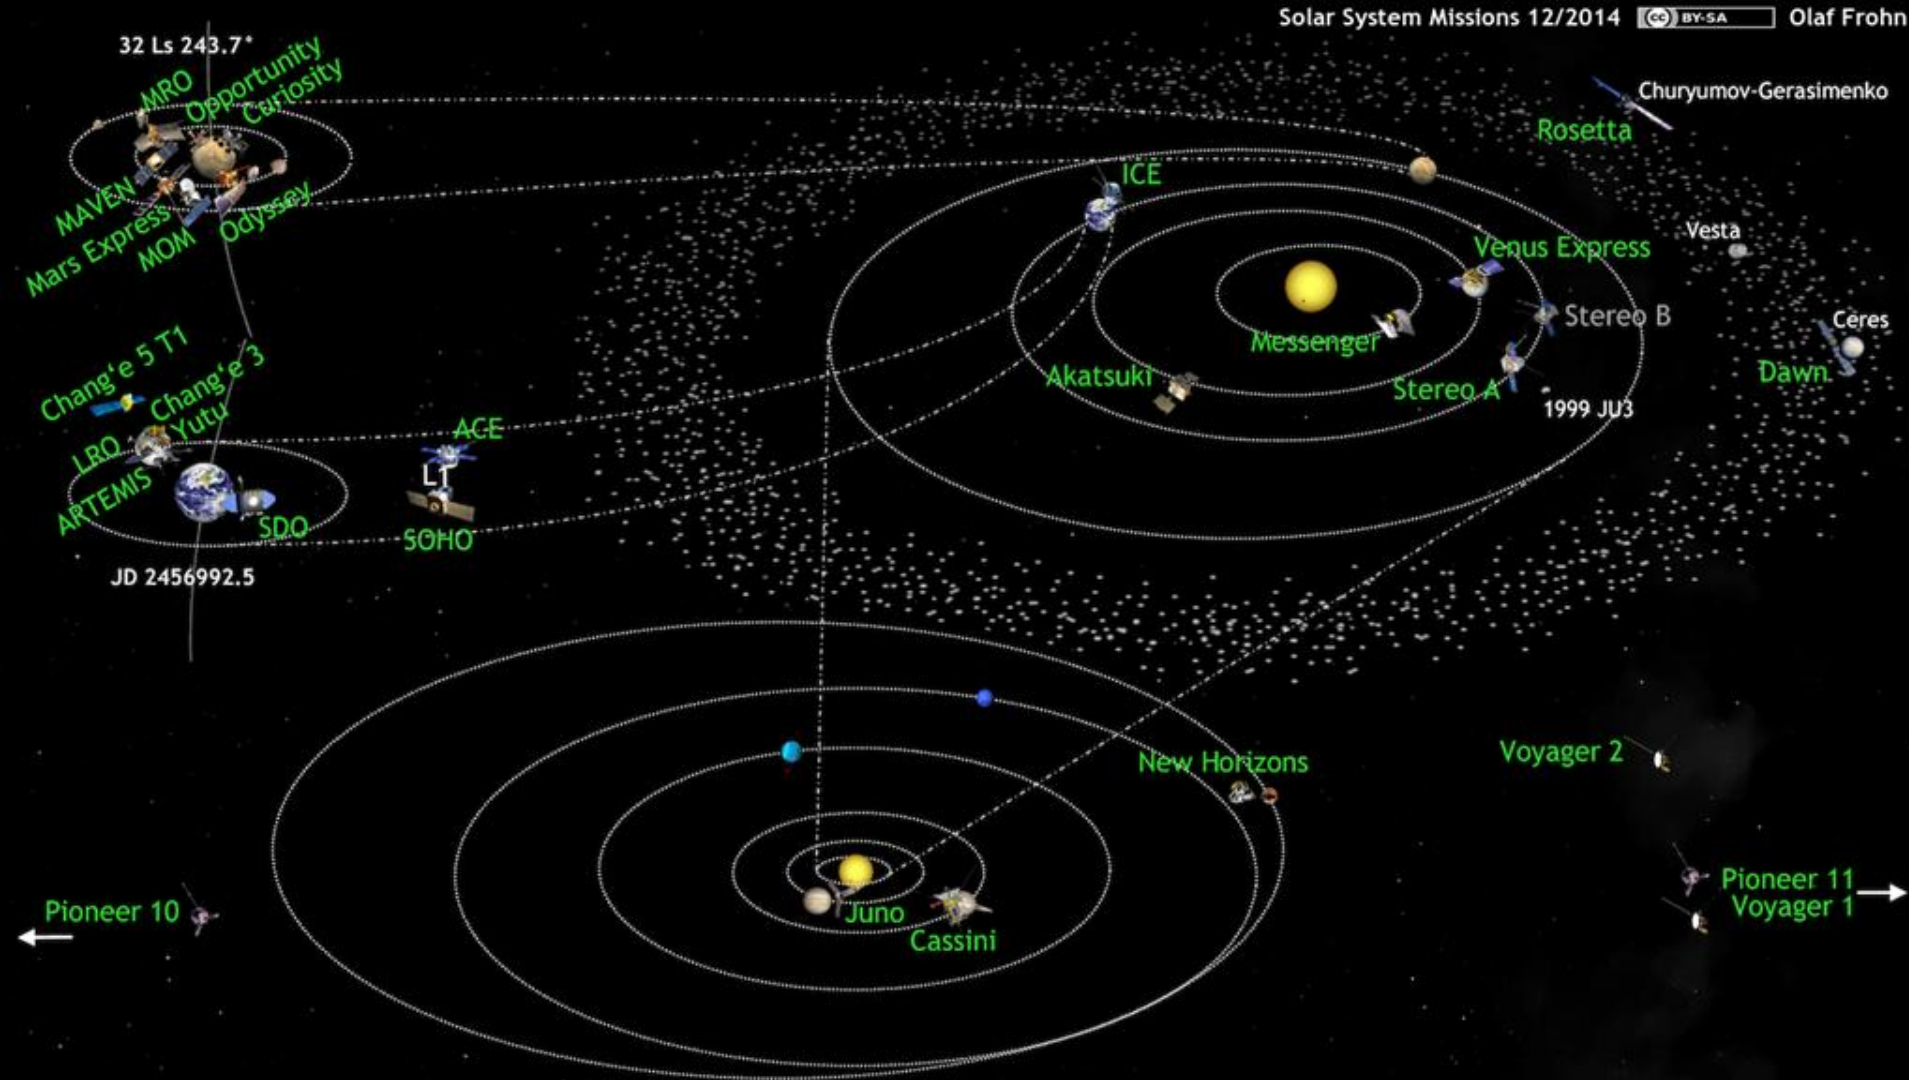 Solar System Missions 12/2014 cc BY-SA Olaf Frohn
32 Ls 243.7°
MRO
Opportunity
Curiosity
MAVEN
Mars Express
MOM
Odyssey
Churyumov-Gerasimenko
Rosetta
ICE
Vesta
Venus Express
Stereo B
Ceres
Messenger
Akatsuki
Stereo A
Dawn
1999 JU3
Chang‘e 5 T1
Chang‘e 3
Yutu
LRO
ARTEMIS
SDO
ACE
L1
SOHO
JD 2456992.5
New Horizons
Voyager 2
Pioneer 10
Juno
Cassini
Pioneer 11
Voyager 1